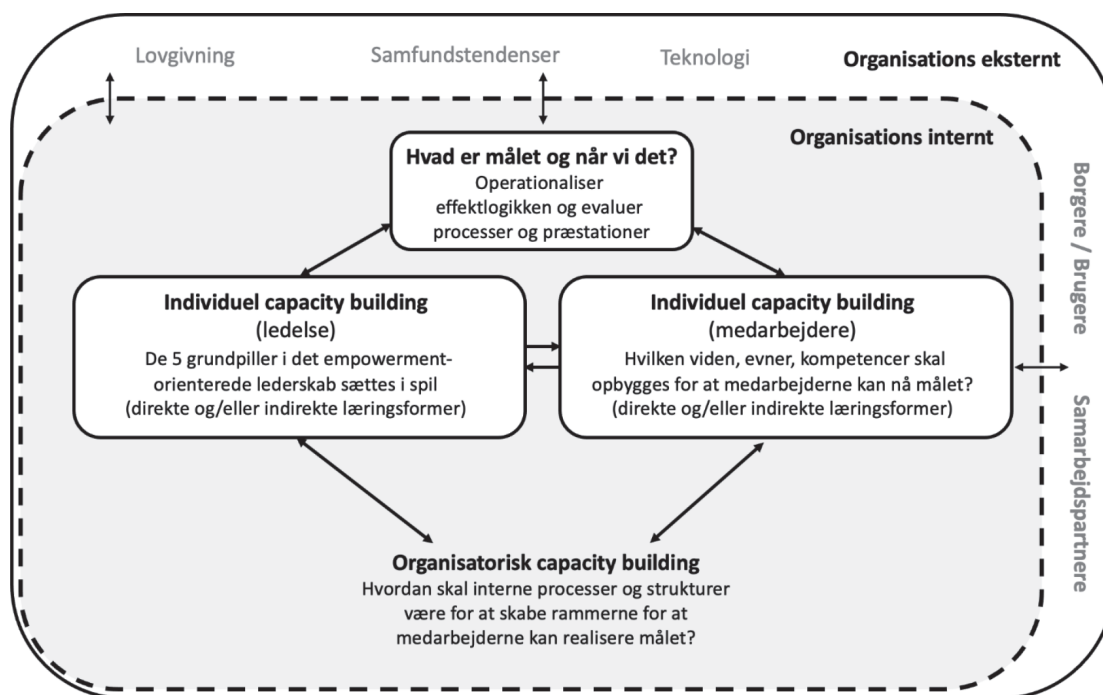 Lovgivning
Samfundstendenser
Teknologi
Organisations eksternt
Organisations internt
Hvad er målet og når vi det?
Operationaliser
effektlogikken og evaluer
processer og præstationer
Individuel capacity building
(ledelse)
De 5 grundpiller i det empowerment-
orienterede lederskab sættes i spil
(direkte og/eller indirekte læringsformer)
Individuel capacity building
(medarbejdere)
Hvilken viden, evner, kompetencer skal
opbygges for at medarbejderne kan nå målet?
(direkte og/eller indirekte læringsformer)
Organisatorisk capacity building
Hvordan skal interne processer og strukturer
være for at skabe rammerne for at
medarbejderne kan realisere målet?
Borgere / Brugere
Samarbejdspartnere